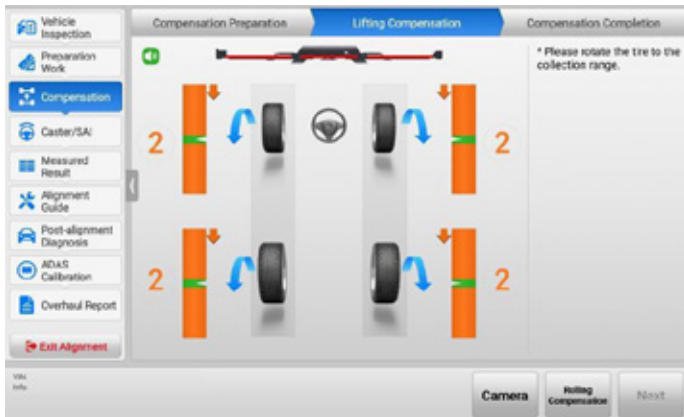 Vehicle
Inspection
Preparation
Work
Compensation
Caster/SAI
Measured
Result
Alignment
Guide
Post-alignment
Diagnosis
ADAS
Calibration
Overhaul Report
Exit Alignment
Compensation Preparation
Lifting Compensation
Compensation Completion
* Please rotate the tire to the
collection range.
2
2
2
2
VIN:
Info:
Camera
Rolling
Compensation
Next